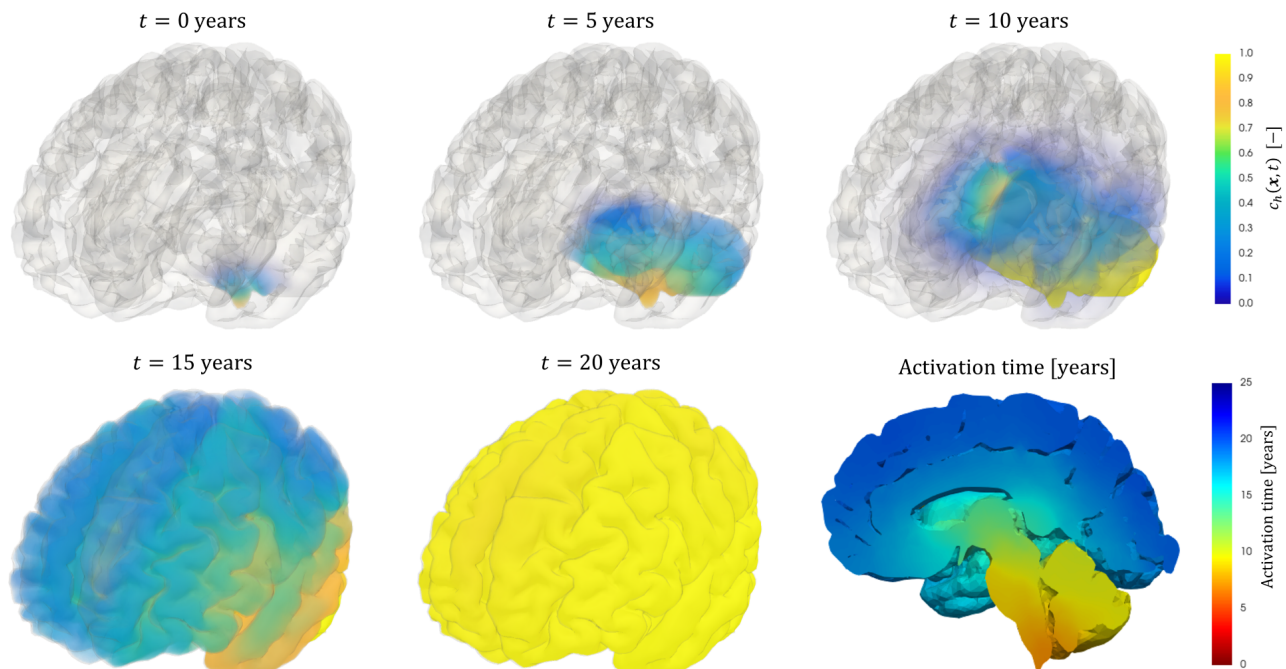 t = 0 years
t = 5 years
t = 10 years
1.0
0.9
0.8
0.7
0.6
0.5
0.4
0.3
0.2
0.1
0.0
c_h(x, t) [−]
t = 15 years
t = 20 years
Activation time [years]
25
20
15
10
5
0
Activation time [years]